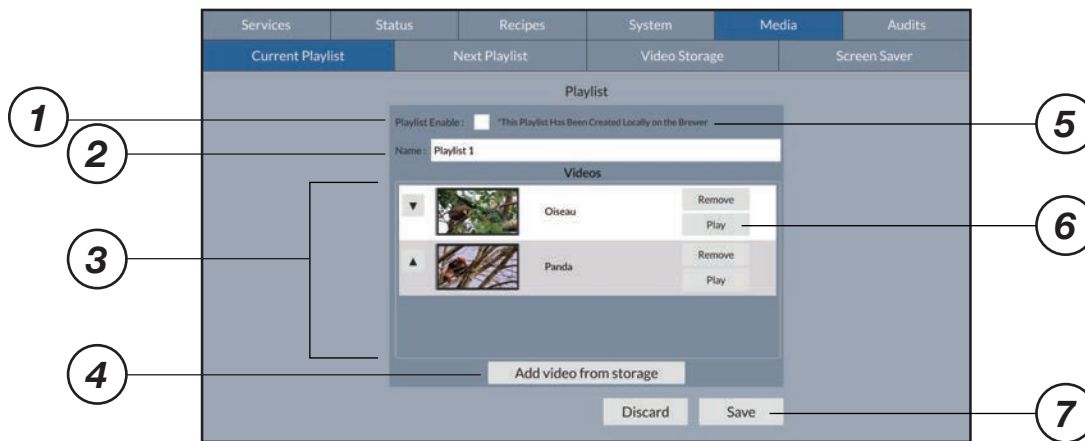 Services Status Recipes System Media Audits
Current Playlist Next Playlist Video Storage Screen Saver
Playlist
1 Playlist Enable : *This Playlist Has Been Created Locally on the Brewer 5
2 Name : Playlist 1
Videos
3 ▼ Oiseau Remove
Play 6
▲ Panda Remove
Play
4 Add video from storage
Discard Save 7